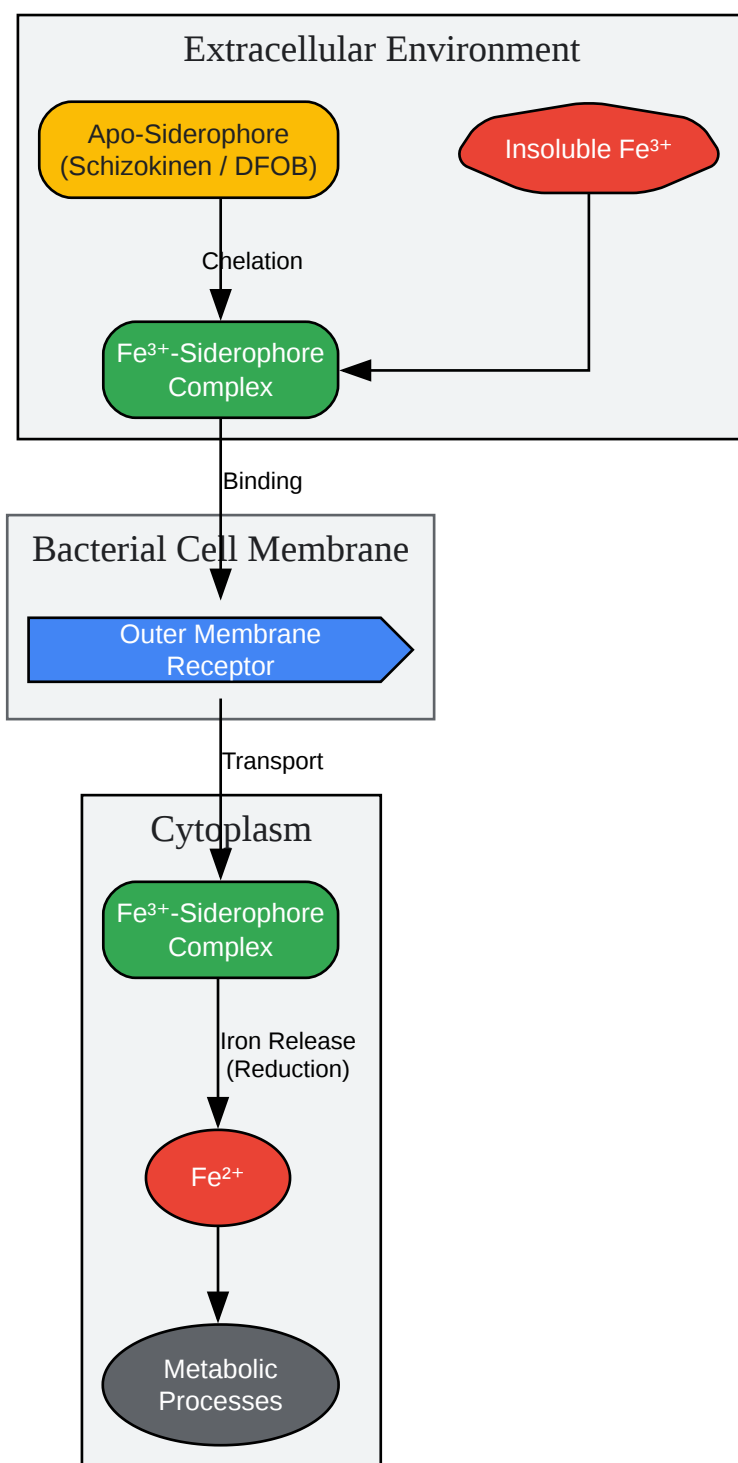 Extracellular Environment
Apo-Siderophore
(Schizokinen / DFOB)
Insoluble Fe³⁺
Chelation
Fe³⁺-Siderophore
Complex
Binding
Bacterial Cell Membrane
Outer Membrane
Receptor
Transport
Cytoplasm
Fe³⁺-Siderophore
Complex
Iron Release
(Reduction)
Fe²⁺
Metabolic
Processes